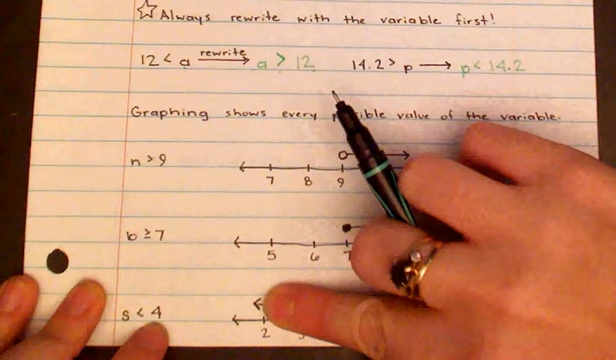 ☆ Always rewrite with the variable first!
12 < a rewrite → a > 12 14.2 > p → p < 14.2
Graphing shows every value of the variable.
n > 9
7 8 9
b ≥ 7
5 6 7
s < 4
2